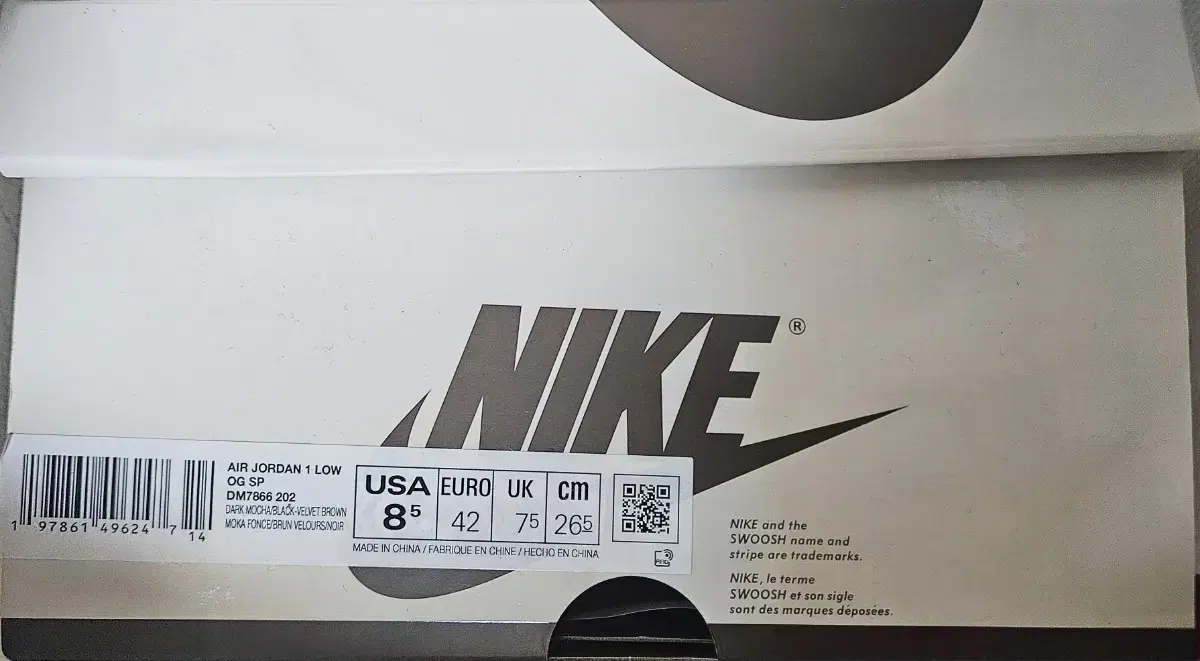 NIKE®
1 97861 49624 7
14
AIR JORDAN 1 LOW
OG SP
DM7866 202
DARK MOCHA/BLACK-VELVET BROWN
MOKA FONCE/BRUN VELOURS/NOIR
USA EURO UK cm
8⁵ 42 7⁵ 26⁵
MADE IN CHINA / FABRIQUE EN CHINE / HECHO EN CHINA
RFID
NIKE and the
SWOOSH name and
stripe are trademarks.
NIKE, le terme
SWOOSH et son sigle
sont des marques déposées.